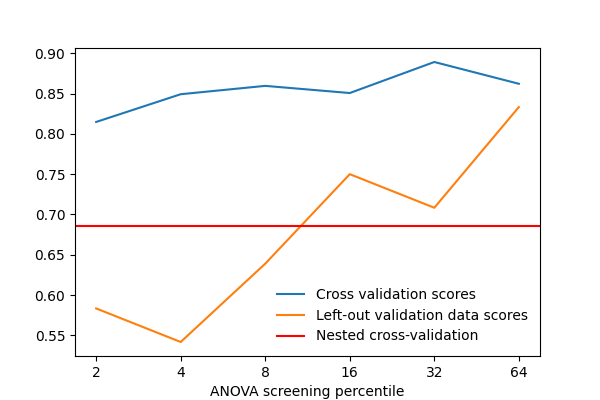 0.90
0.85
0.80
0.75
0.70
0.65
0.60
0.55
Cross validation scores
Left-out validation data scores
Nested cross-validation
2 4 8 16 32 64
ANOVA screening percentile